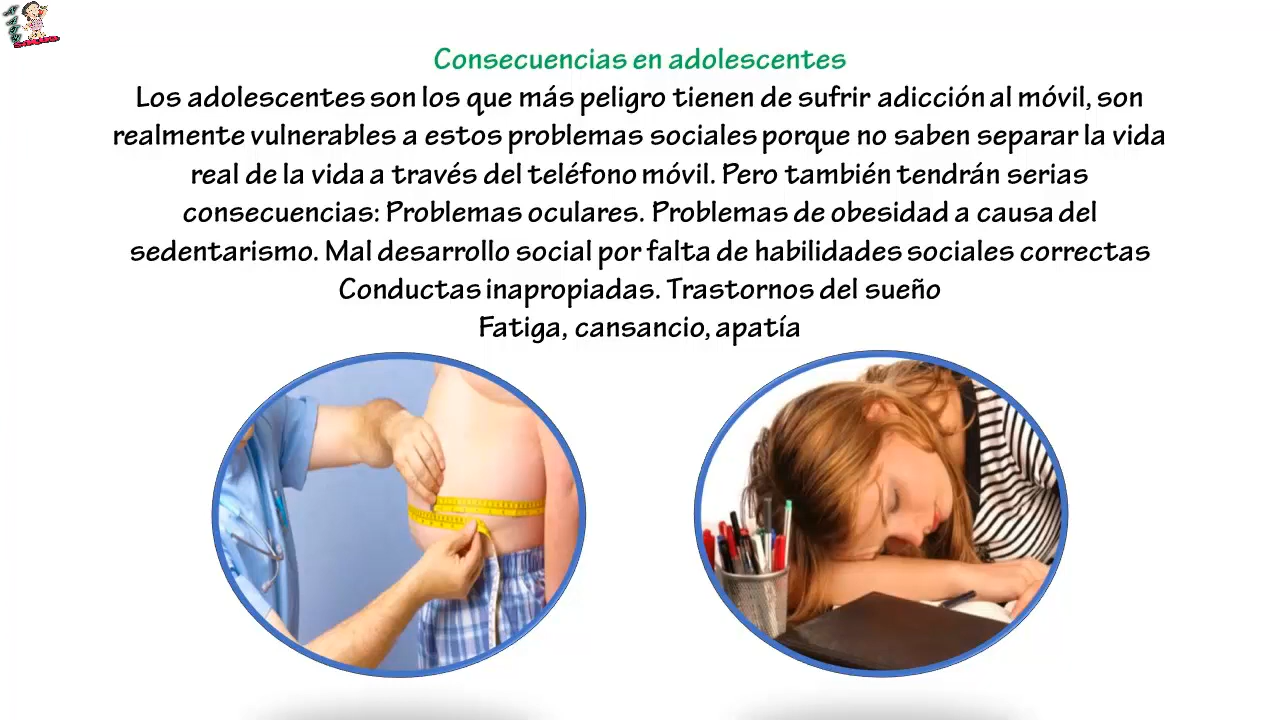 Consecuencias en adolescentes
Los adolescentes son los que más peligro tienen de sufrir adicción al móvil, son
realmente vulnerables a estos problemas sociales porque no saben separar la vida
real de la vida a través del teléfono móvil. Pero también tendrán serias
consecuencias: Problemas oculares. Problemas de obesidad a causa del
sedentarismo. Mal desarrollo social por falta de habilidades sociales correctas
Conductas inapropiadas. Trastornos del sueño
Fatiga, cansancio, apatía